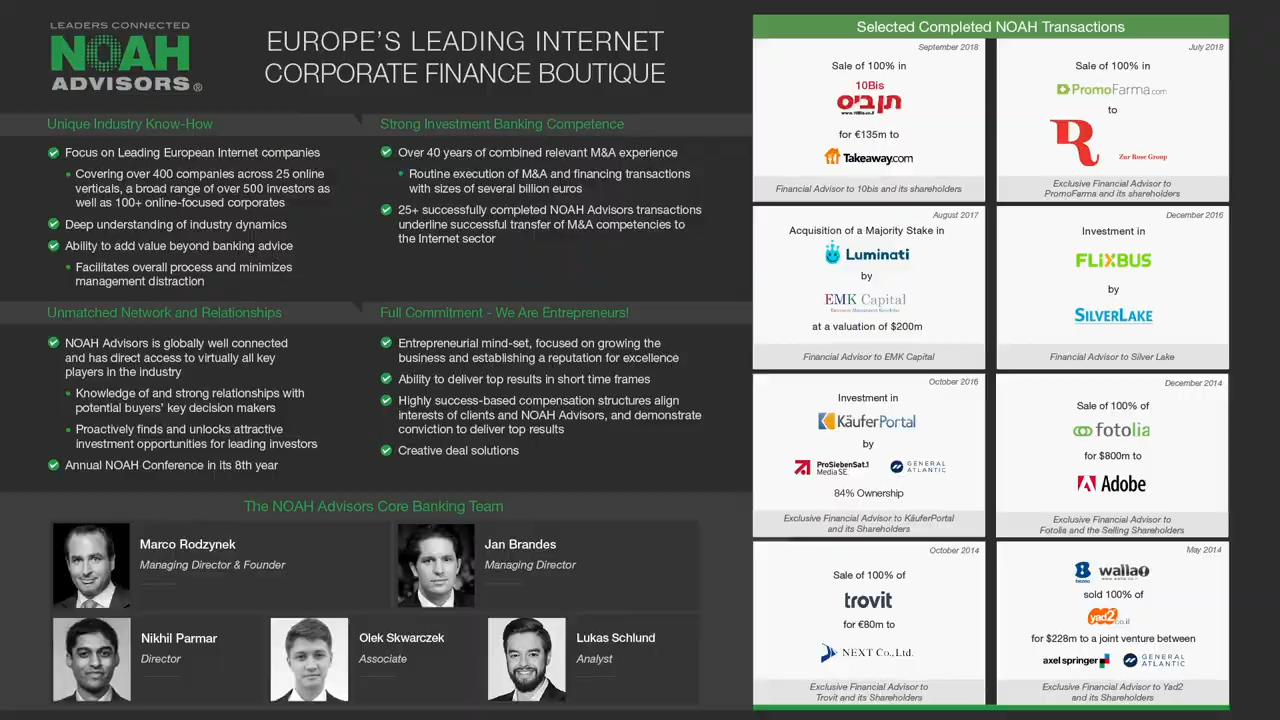 LEADERS CONNECTED
NOAH
ADVISORS®
EUROPE'S LEADING INTERNET
CORPORATE FINANCE BOUTIQUE
Unique Industry Know-How
Focus on Leading European Internet companies
• Covering over 400 companies across 25 online
verticals, a broad range of over 500 investors as
well as 100+ online-focused corporates
Deep understanding of industry dynamics
Ability to add value beyond banking advice
• Facilitates overall process and minimizes
management distraction
Strong Investment Banking Competence
Over 40 years of combined relevant M&A experience
• Routine execution of M&A and financing transactions
with sizes of several billion euros
25+ successfully completed NOAH Advisors transactions
underline successful transfer of M&A competencies to
the Internet sector
Unmatched Network and Relationships
NOAH Advisors is globally well connected
and has direct access to virtually all key
players in the industry
• Knowledge of and strong relationships with
potential buyers' key decision makers
• Proactively finds and unlocks attractive
investment opportunities for leading investors
Annual NOAH Conference in its 8th year
Full Commitment - We Are Entrepreneurs!
Entrepreneurial mind-set, focused on growing the
business and establishing a reputation for excellence
Ability to deliver top results in short time frames
Highly success-based compensation structures align
interests of clients and NOAH Advisors, and demonstrate
conviction to deliver top results
Creative deal solutions
The NOAH Advisors Core Banking Team
Marco Rodzynek
Managing Director & Founder
Jan Brandes
Managing Director
Nikhil Parmar
Director
Olek Skwarczek
Associate
Lukas Schlund
Analyst
Selected Completed NOAH Transactions
September 2018
Sale of 100% in
10Bis
תן ביס
www.10Bis.co.il
for €135m to
Takeaway.com
Financial Advisor to 10bis and its shareholders
July 2018
Sale of 100% in
PromoFarma.com
to
R
Zur Rose Group
Exclusive Financial Advisor to
PromoFarma and its shareholders
August 2017
Acquisition of a Majority Stake in
Luminati
by
EMK Capital
at a valuation of $200m
Financial Advisor to EMK Capital
December 2016
Investment in
FLiXBUS
by
SILVERLAKE
Financial Advisor to Silver Lake
October 2016
Investment in
KäuferPortal
by
ProSiebenSat.1
Media SE
GENERAL
ATLANTIC
84% Ownership
Exclusive Financial Advisor to KäuferPortal
and its Shareholders
December 2014
Sale of 100% of
fotolia
for $800m to
Adobe
Exclusive Financial Advisor to
Fotolia and the Selling Shareholders
October 2014
Sale of 100% of
trovit
for €80m to
NEXT Co., Ltd.
Exclusive Financial Advisor to
Trovit and its Shareholders
May 2014
bezeq
walla!
www.walla.co.il
sold 100% of
yad2
co.il
for $228m to a joint venture between
axel springer
GENERAL
ATLANTIC
Exclusive Financial Advisor to Yad2
and its Shareholders